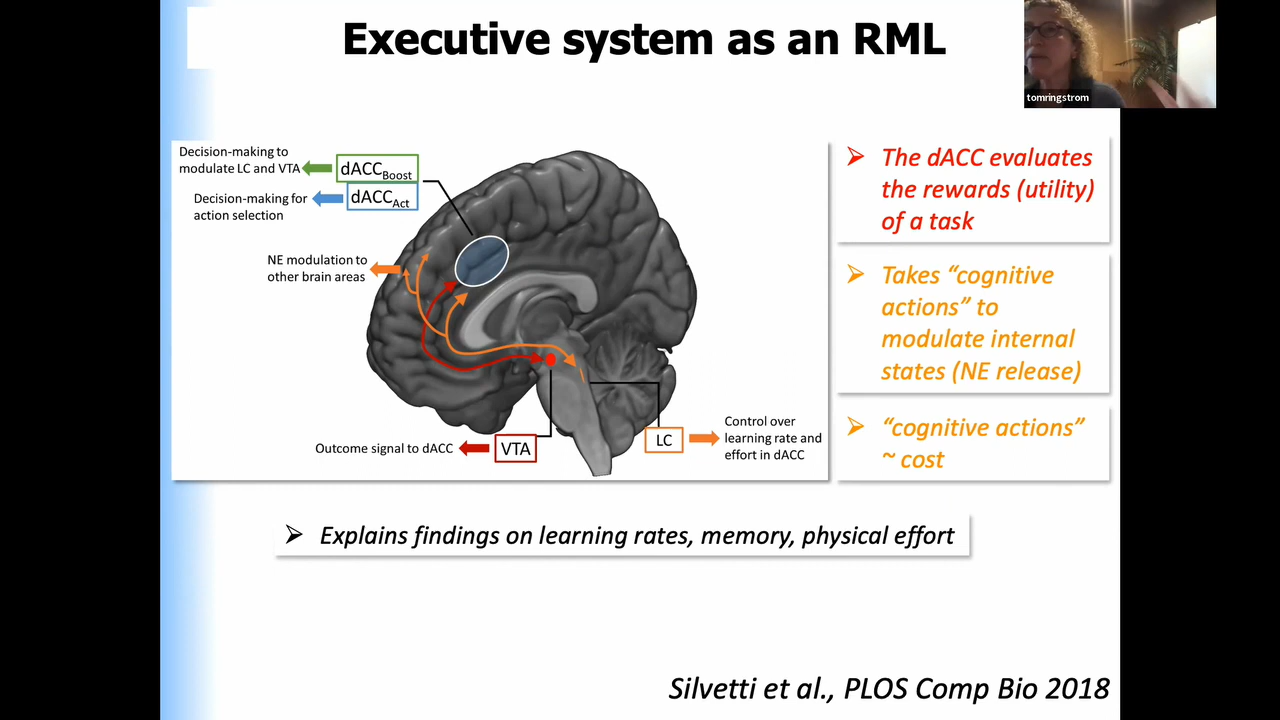 Executive system as an RML
tomringstrom
Decision-making to
modulate LC and VTA
dACCBoost
Decision-making for
action selection
dACCAct
NE modulation to
other brain areas
Outcome signal to dACC
VTA
LC
Control over
learning rate and
effort in dACC
➢ The dACC evaluates
the rewards (utility)
of a task
➢ Takes “cognitive
actions” to
modulate internal
states (NE release)
➢ “cognitive actions”
~ cost
➢ Explains findings on learning rates, memory, physical effort
Silvetti et al., PLOS Comp Bio 2018